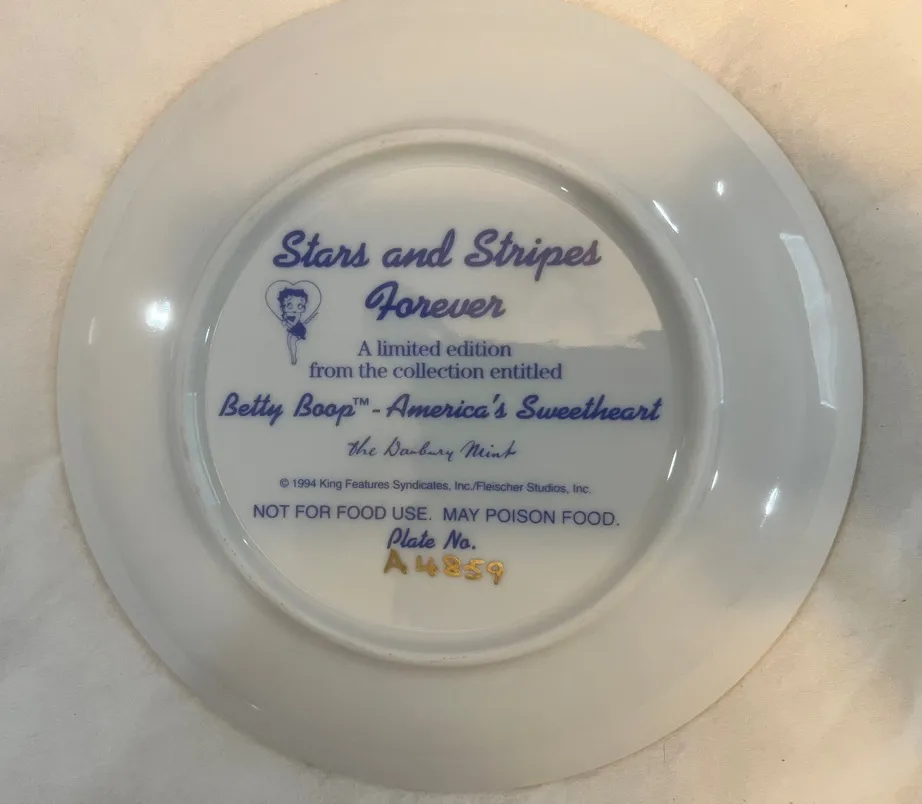 Stars and Stripes
Forever
A limited edition
from the collection entitled
Betty Boop™ - America's Sweetheart
the Danbury Mint
© 1994 King Features Syndicates, Inc./Fleischer Studios, Inc.
NOT FOR FOOD USE. MAY POISON FOOD.
Plate No.
A4859